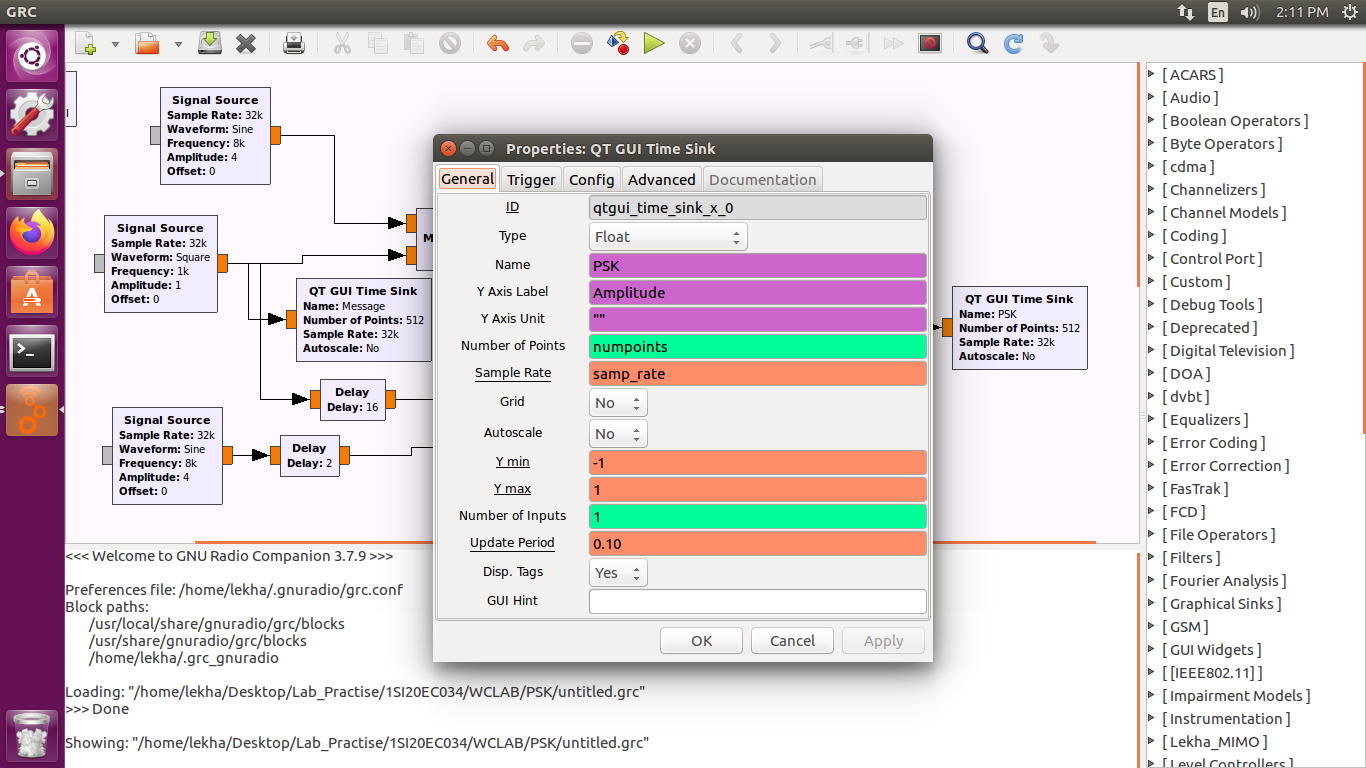 GRC
En
2:11 PM
Signal Source
Sample Rate: 32k
Waveform: Sine
Frequency: 8k
Amplitude: 4
Offset: 0
Signal Source
Sample Rate: 32k
Waveform: Square
Frequency: 1k
Amplitude: 1
Offset: 0
M
QT GUI Time Sink
Name: Message
Number of Points: 512
Sample Rate: 32k
Autoscale: No
Delay
Delay: 16
Signal Source
Sample Rate: 32k
Waveform: Sine
Frequency: 8k
Amplitude: 4
Offset: 0
Delay
Delay: 2
QT GUI Time Sink
Name: PSK
Number of Points: 512
Sample Rate: 32k
Autoscale: No
Properties: QT GUI Time Sink
General Trigger Config Advanced Documentation
ID qtgui_time_sink_x_0
Type Float
Name PSK
Y Axis Label Amplitude
Y Axis Unit ""
Number of Points numpoints
Sample Rate samp_rate
Grid No
Autoscale No
Y min -1
Y max 1
Number of Inputs 1
Update Period 0.10
Disp. Tags Yes
GUI Hint
OK Cancel Apply
<<< Welcome to GNU Radio Companion 3.7.9 >>>
Preferences file: /home/lekha/.gnuradio/grc.conf
Block paths:
/usr/local/share/gnuradio/grc/blocks
/usr/share/gnuradio/grc/blocks
/home/lekha/.grc_gnuradio
Loading: "/home/lekha/Desktop/Lab_Practise/1SI20EC034/WCLAB/PSK/untitled.grc"
>>> Done
Showing: "/home/lekha/Desktop/Lab_Practise/1SI20EC034/WCLAB/PSK/untitled.grc"
[ ACARS ]
[ Audio ]
[ Boolean Operators ]
[ Byte Operators ]
[ cdma ]
[ Channelizers ]
[ Channel Models ]
[ Coding ]
[ Control Port ]
[ Custom ]
[ Debug Tools ]
[ Deprecated ]
[ Digital Television ]
[ DOA ]
[ dvbt ]
[ Equalizers ]
[ Error Coding ]
[ Error Correction ]
[ FasTrak ]
[ FCD ]
[ File Operators ]
[ Filters ]
[ Fourier Analysis ]
[ Graphical Sinks ]
[ GSM ]
[ GUI Widgets ]
[ [IEEE802.11] ]
[ Impairment Models ]
[ Instrumentation ]
[ Lekha_MIMO ]
[ Level Controllers ]